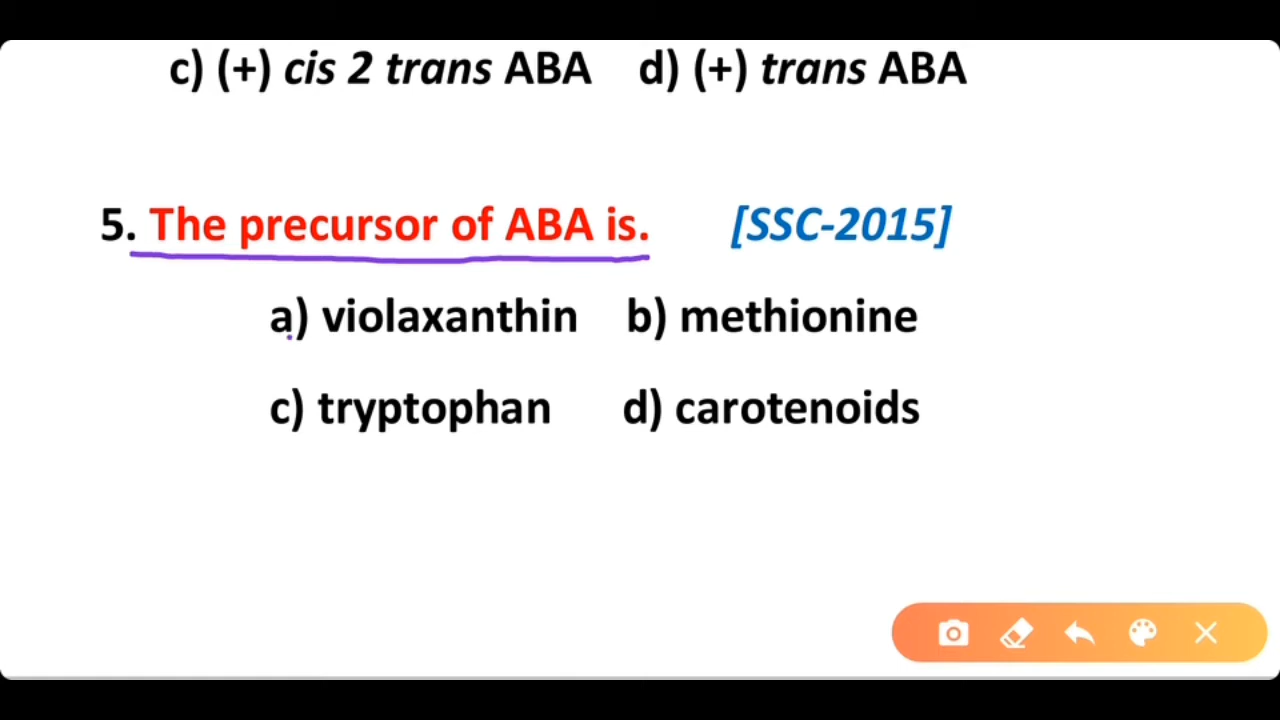 c) (+) cis 2 trans ABA d) (+) trans ABA
5. The precursor of ABA is. [SSC-2015]
a) violaxanthin b) methionine
c) tryptophan d) carotenoids